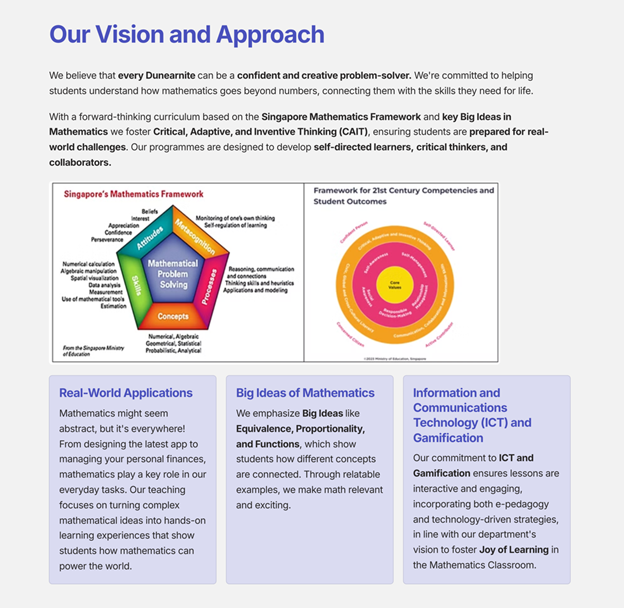 Our Vision and Approach
We believe that every Dunearnite can be a confident and creative problem-solver. We're committed to helping
students understand how mathematics goes beyond numbers, connecting them with the skills they need for life.
With a forward-thinking curriculum based on the Singapore Mathematics Framework and key Big Ideas in
Mathematics we foster Critical, Adaptive, and Inventive Thinking (CAIT), ensuring students are prepared for real-
world challenges. Our programmes are designed to develop self-directed learners, critical thinkers, and
collaborators.
Singapore's Mathematics Framework
Beliefs
Interest
Appreciation
Confidence
Perseverance
Monitoring of one's own thinking
Self-regulation of learning
Attitudes
Metacognition
Numerical calculation
Algebraic manipulation
Spatial visualization
Data analysis
Measurement
Use of mathematical tools
Estimation
Skills
Mathematical
Problem
Solving
Processes
Reasoning, communication
and connections
Thinking skills and heuristics
Applications and modeling
Concepts
Numerical, Algebraic
Geometrical, Statistical
Probabilistic, Analytical
From the Singapore Ministry
of Education
Framework for 21st Century Competencies and
Student Outcomes
Confident Person
Self-directed Learner
Critical, Adaptive and Inventive Thinking
Self-Awareness
Self-Management
Core
Values
Responsible
Decision-Making
Concerned Citizen
Active Contributor
©2023 Ministry of Education, Singapore
Real-World Applications
Mathematics might seem
abstract, but it's everywhere!
From designing the latest app to
managing your personal finances,
mathematics play a key role in our
everyday tasks. Our teaching
focuses on turning complex
mathematical ideas into hands-on
learning experiences that show
students how mathematics can
power the world.
Big Ideas of Mathematics
We emphasize Big Ideas like
Equivalence, Proportionality,
and Functions, which show
students how different concepts
are connected. Through relatable
examples, we make math relevant
and exciting.
Information and
Communications
Technology (ICT) and
Gamification
Our commitment to ICT and
Gamification ensures lessons are
interactive and engaging,
incorporating both e-pedagogy
and technology-driven strategies,
in line with our department's
vision to foster Joy of Learning in
the Mathematics Classroom.